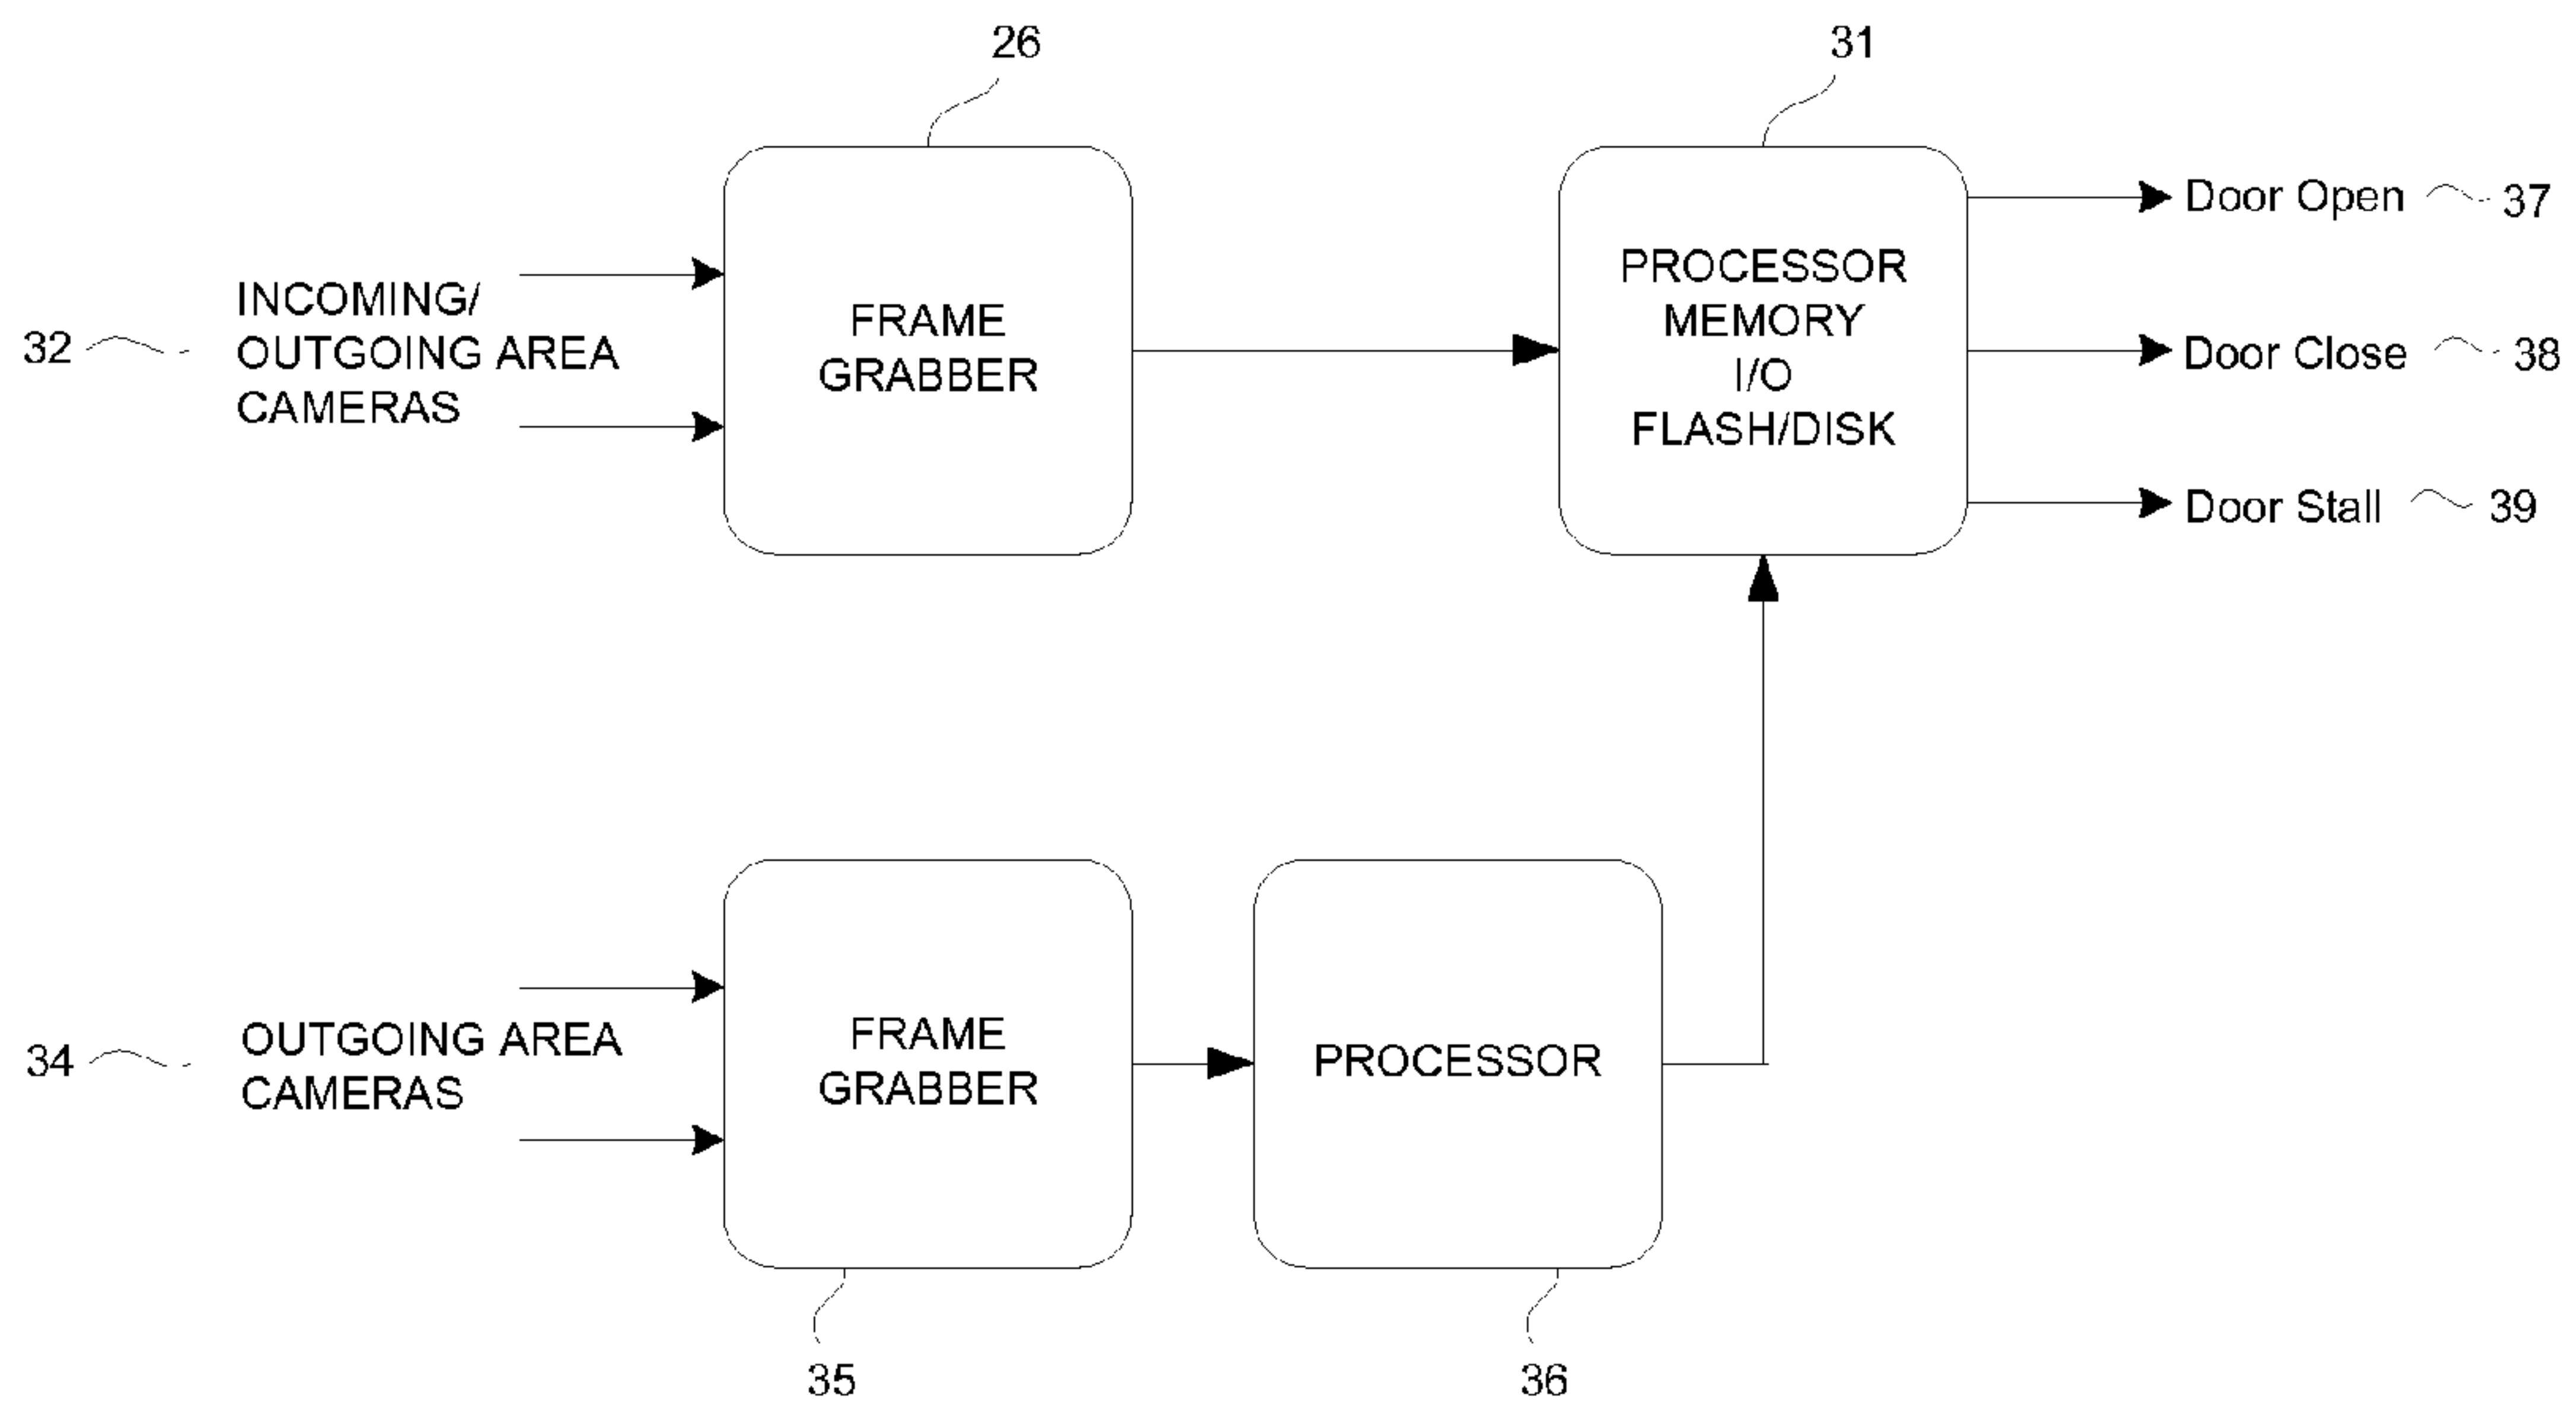 26
31
32
INCOMING/
OUTGOING AREA
CAMERAS
FRAME
GRABBER
PROCESSOR
MEMORY
I/O
FLASH/DISK
Door Open 37
Door Close 38
Door Stall 39
34
OUTGOING AREA
CAMERAS
FRAME
GRABBER
PROCESSOR
35
36